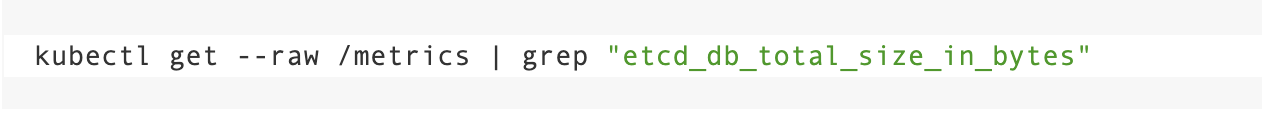 kubectl get --raw /metrics | grep "etcd_db_total_size_in_bytes"